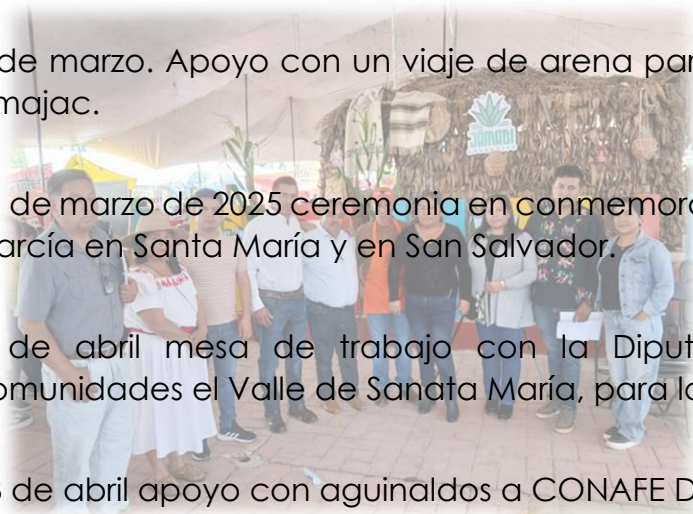 de marzo. Apoyo con un viaje de arena par
majac.
de marzo de 2025 ceremonia en conmemora
arcía en Santa María y en San Salvador.
de abril mesa de trabajo con la Diput
omunidades el Valle de Sanata María, para la
de abril apoyo con aguinaldos a CONAFE D